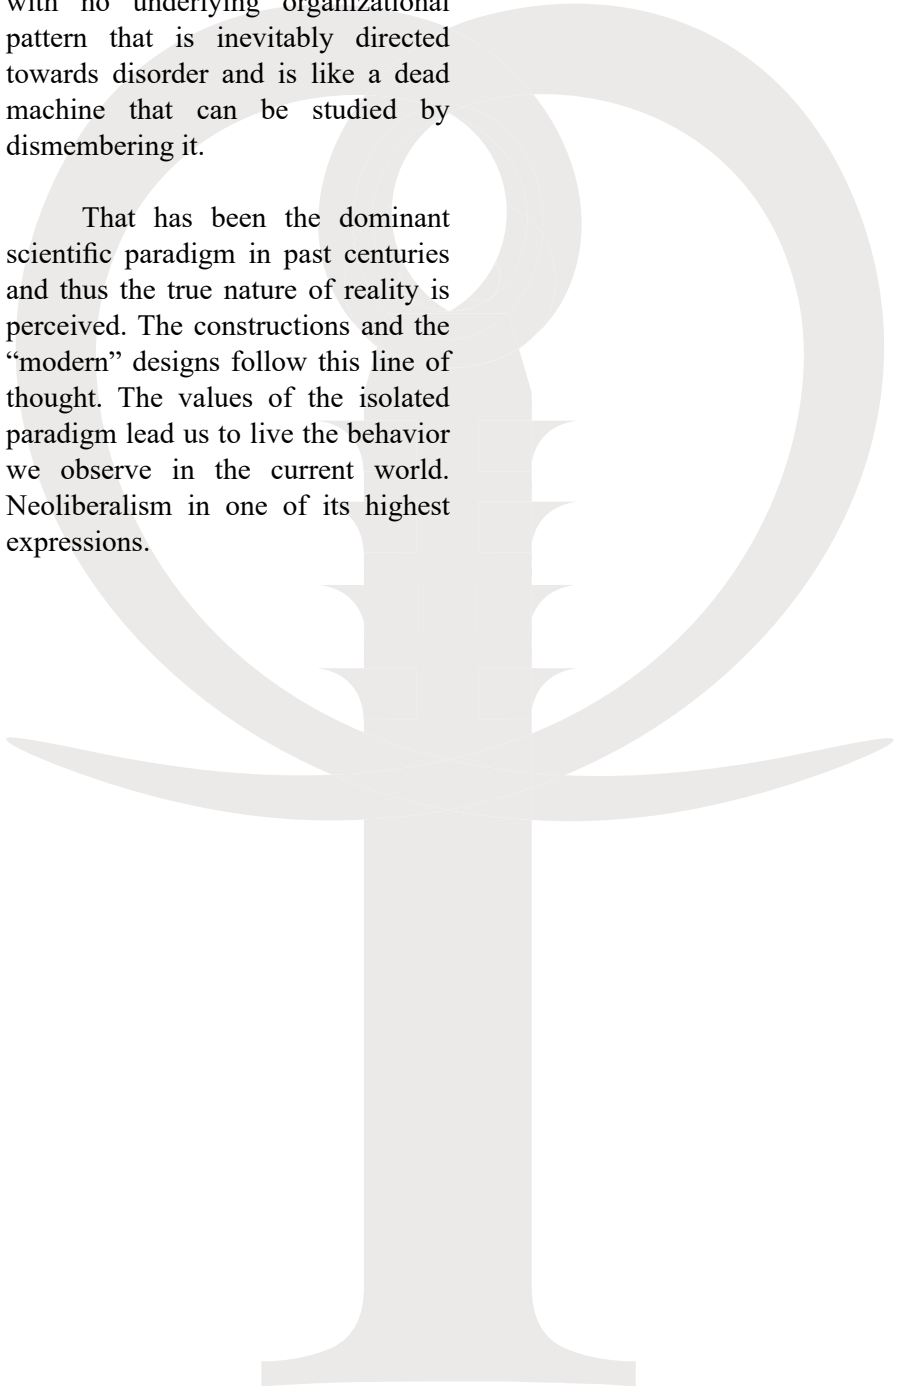 with no underlying organizational
pattern that is inevitably directed
towards disorder and is like a dead
machine that can be studied by
dismembering it.
That has been the dominant
scientific paradigm in past centuries
and thus the true nature of reality is
perceived. The constructions and the
“modern” designs follow this line of
thought. The values of the isolated
paradigm lead us to live the behavior
we observe in the current world.
Neoliberalism in one of its highest
expressions.